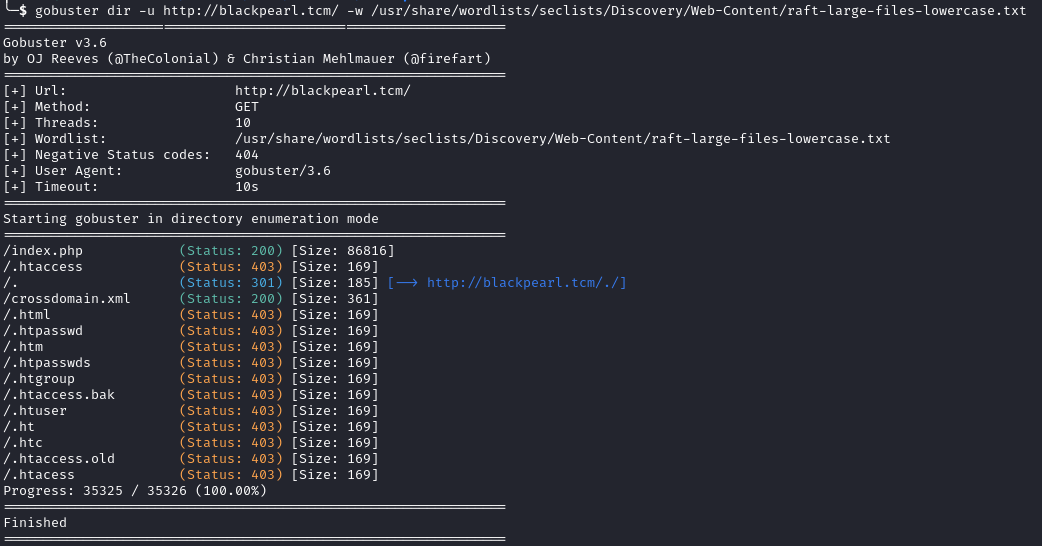 $ gobuster dir -u http://blackpearl.tcm/ -w /usr/share/wordlists/seclists/Discovery/Web-Content/raft-large-files-lowercase.txt
===============================================================
Gobuster v3.6
by OJ Reeves (@TheColonial) & Christian Mehlmauer (@firefart)
===============================================================
[+] Url:                     http://blackpearl.tcm/
[+] Method:                  GET
[+] Threads:                 10
[+] Wordlist:                /usr/share/wordlists/seclists/Discovery/Web-Content/raft-large-files-lowercase.txt
[+] Negative Status codes:   404
[+] User Agent:              gobuster/3.6
[+] Timeout:                 10s
===============================================================
Starting gobuster in directory enumeration mode
===============================================================
/index.php            (Status: 200) [Size: 86816]
/.htaccess            (Status: 403) [Size: 169]
/.                    (Status: 301) [Size: 185] [--> http://blackpearl.tcm/./]
/crossdomain.xml      (Status: 200) [Size: 361]
/.html                (Status: 403) [Size: 169]
/.htpasswd            (Status: 403) [Size: 169]
/.htm                 (Status: 403) [Size: 169]
/.htpasswds           (Status: 403) [Size: 169]
/.htgroup             (Status: 403) [Size: 169]
/.htaccess.bak        (Status: 403) [Size: 169]
/.htuser              (Status: 403) [Size: 169]
/.ht                  (Status: 403) [Size: 169]
/.htc                 (Status: 403) [Size: 169]
/.htaccess.old        (Status: 403) [Size: 169]
/.htacess             (Status: 403) [Size: 169]
Progress: 35325 / 35326 (100.00%)
===============================================================
Finished
===============================================================